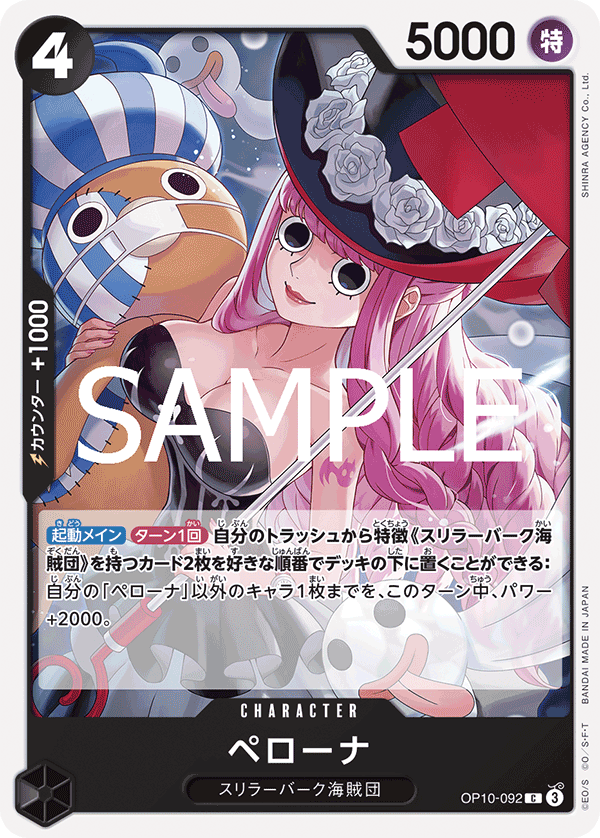 4
5000 特
SHINRA AGENCY Co., Ltd.
カウンター +1000
SAMPLE
起動メイン ターン1回 自分のトラッシュから特徴《スリラーバーク海
賊団》を持つカード2枚を好きな順番でデッキの下に置くことができる:
自分の「ペローナ」以外のキャラ1枚までを、このターン中、パワー
+2000。
CHARACTER
ペローナ
スリラーバーク海賊団
OP10-092 C 3
©E.O/S ©O/S・F・T BANDAI MADE IN JAPAN